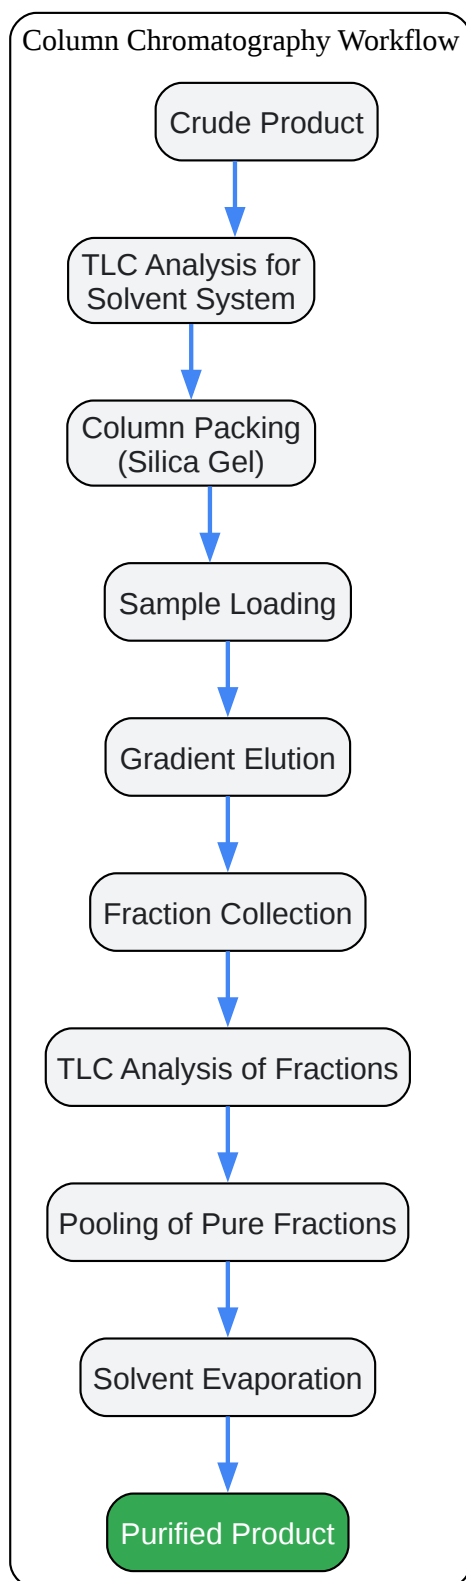 Column Chromatography Workflow
Crude Product
TLC Analysis for
Solvent System
Column Packing
(Silica Gel)
Sample Loading
Gradient Elution
Fraction Collection
TLC Analysis of Fractions
Pooling of Pure Fractions
Solvent Evaporation
Purified Product